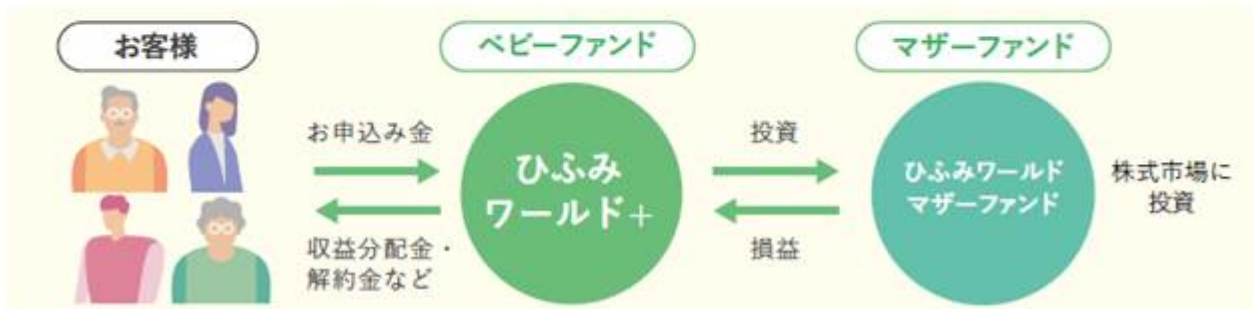 お客様
ベビーファンド
マザーファンド
お申込み金
収益分配金・
解約金など
ひふみ
ワールド+
投資
損益
ひふみワールド
マザーファンド
株式市場に
投資